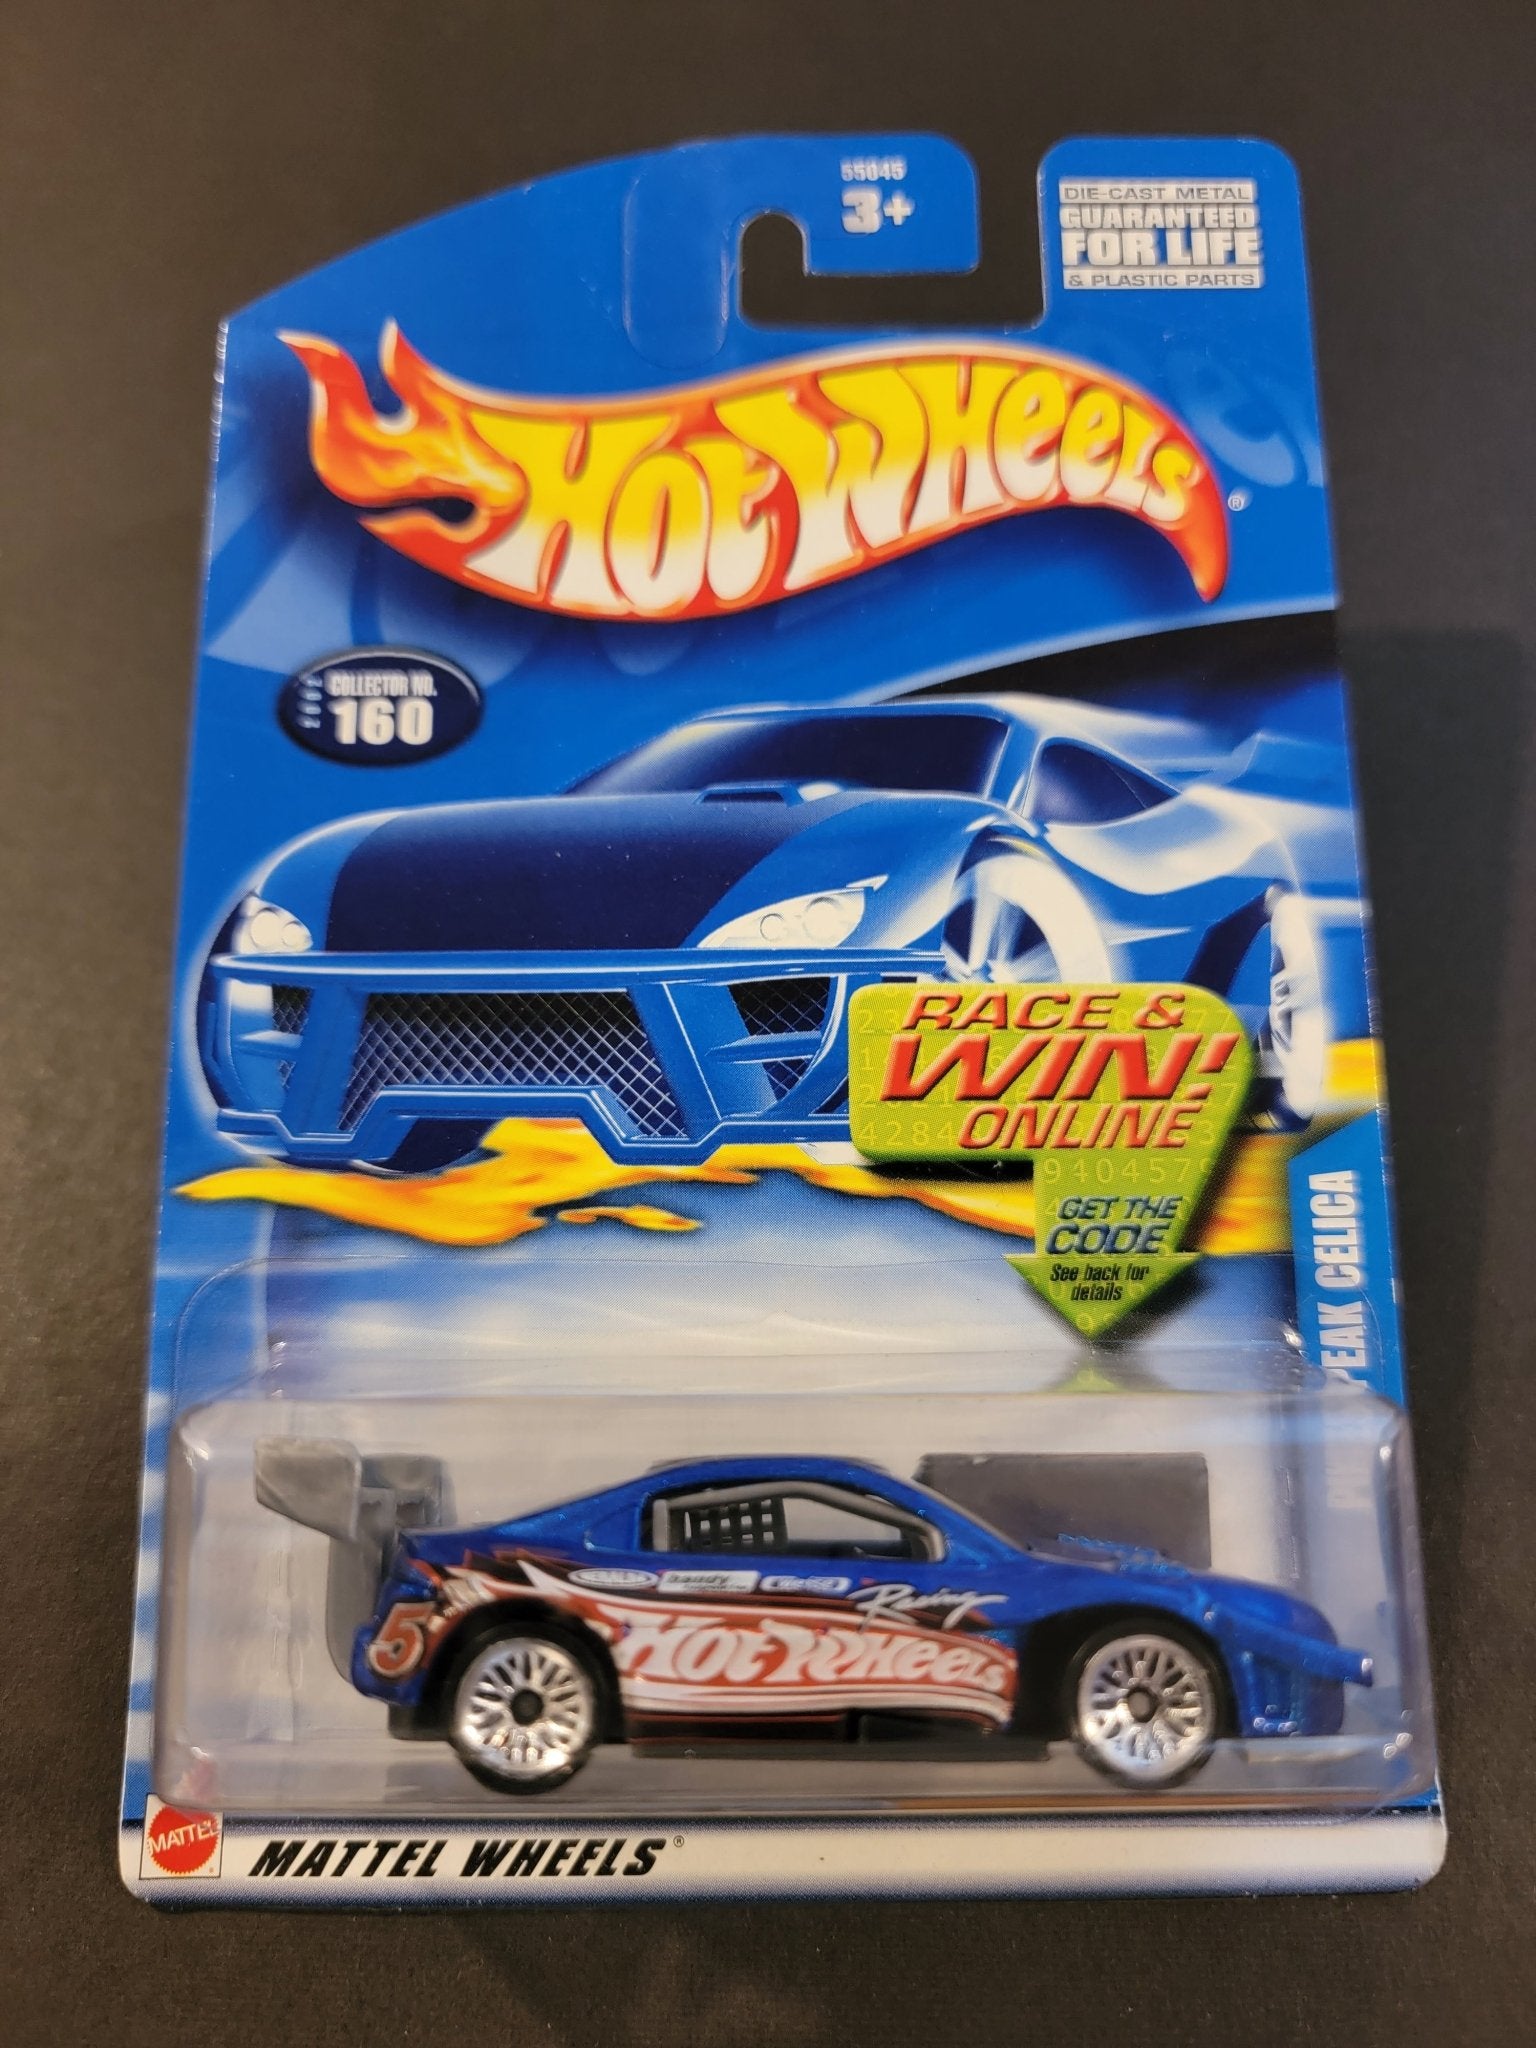 55045
3+
DIE-CAST METAL
GUARANTEED
FOR LIFE
& PLASTIC PARTS
HOT WHEELS®
2002
COLLECTOR NO.
160
RACE &
WIN!
ONLINE
GET THE
CODE
See back for
details
PEAK CELICA
Racing
HOT WHEELS
5
MATTEL
MATTEL WHEELS®